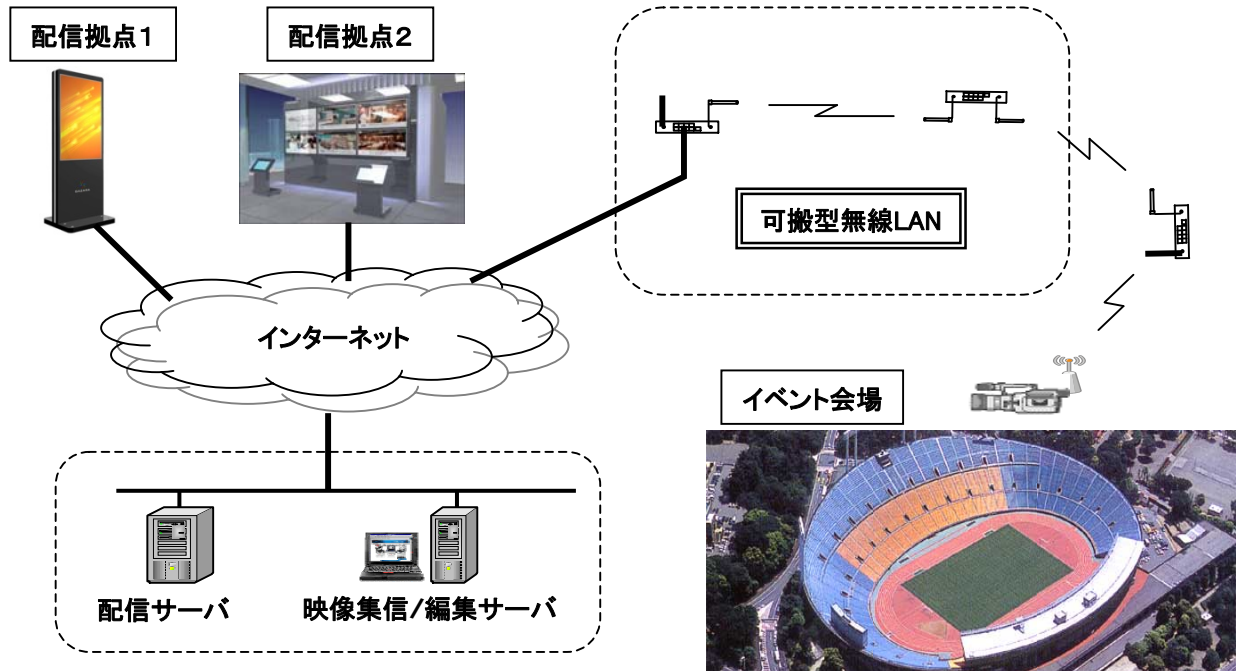 配信拠点１
配信拠点２
可搬型無線LAN
インターネット
イベント会場
配信サーバ
映像集信/編集サーバ